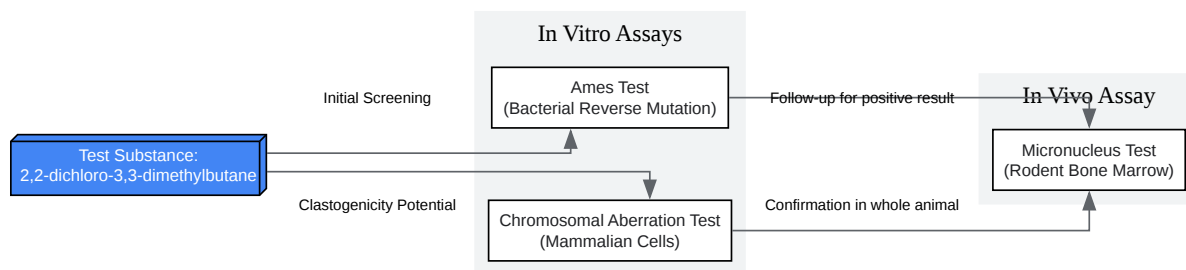 In Vitro Assays
Initial Screening
Ames Test
(Bacterial Reverse Mutation)
Follow-up for positive result
In Vivo Assay
Test Substance:
2,2-dichloro-3,3-dimethylbutane
Micronucleus Test
(Rodent Bone Marrow)
Clastogenicity Potential
Chromosomal Aberration Test
(Mammalian Cells)
Confirmation in whole animal